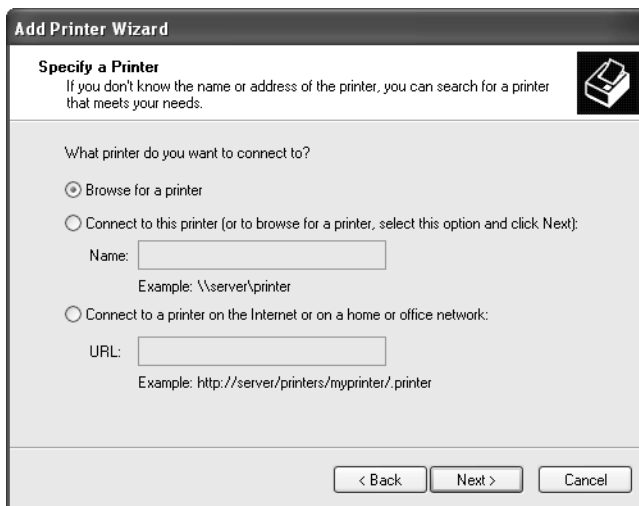 Add Printer Wizard
Specify a Printer
If you don't know the name or address of the printer, you can search for a printer
that meets your needs.
What printer do you want to connect to?
Browse for a printer
Connect to this printer (or to browse for a printer, select this option and click Next):
Name:
Example: \\server\printer
Connect to a printer on the Internet or on a home or office network:
URL:
Example: http://server/printers/myprinter/.printer
< Back Next > Cancel